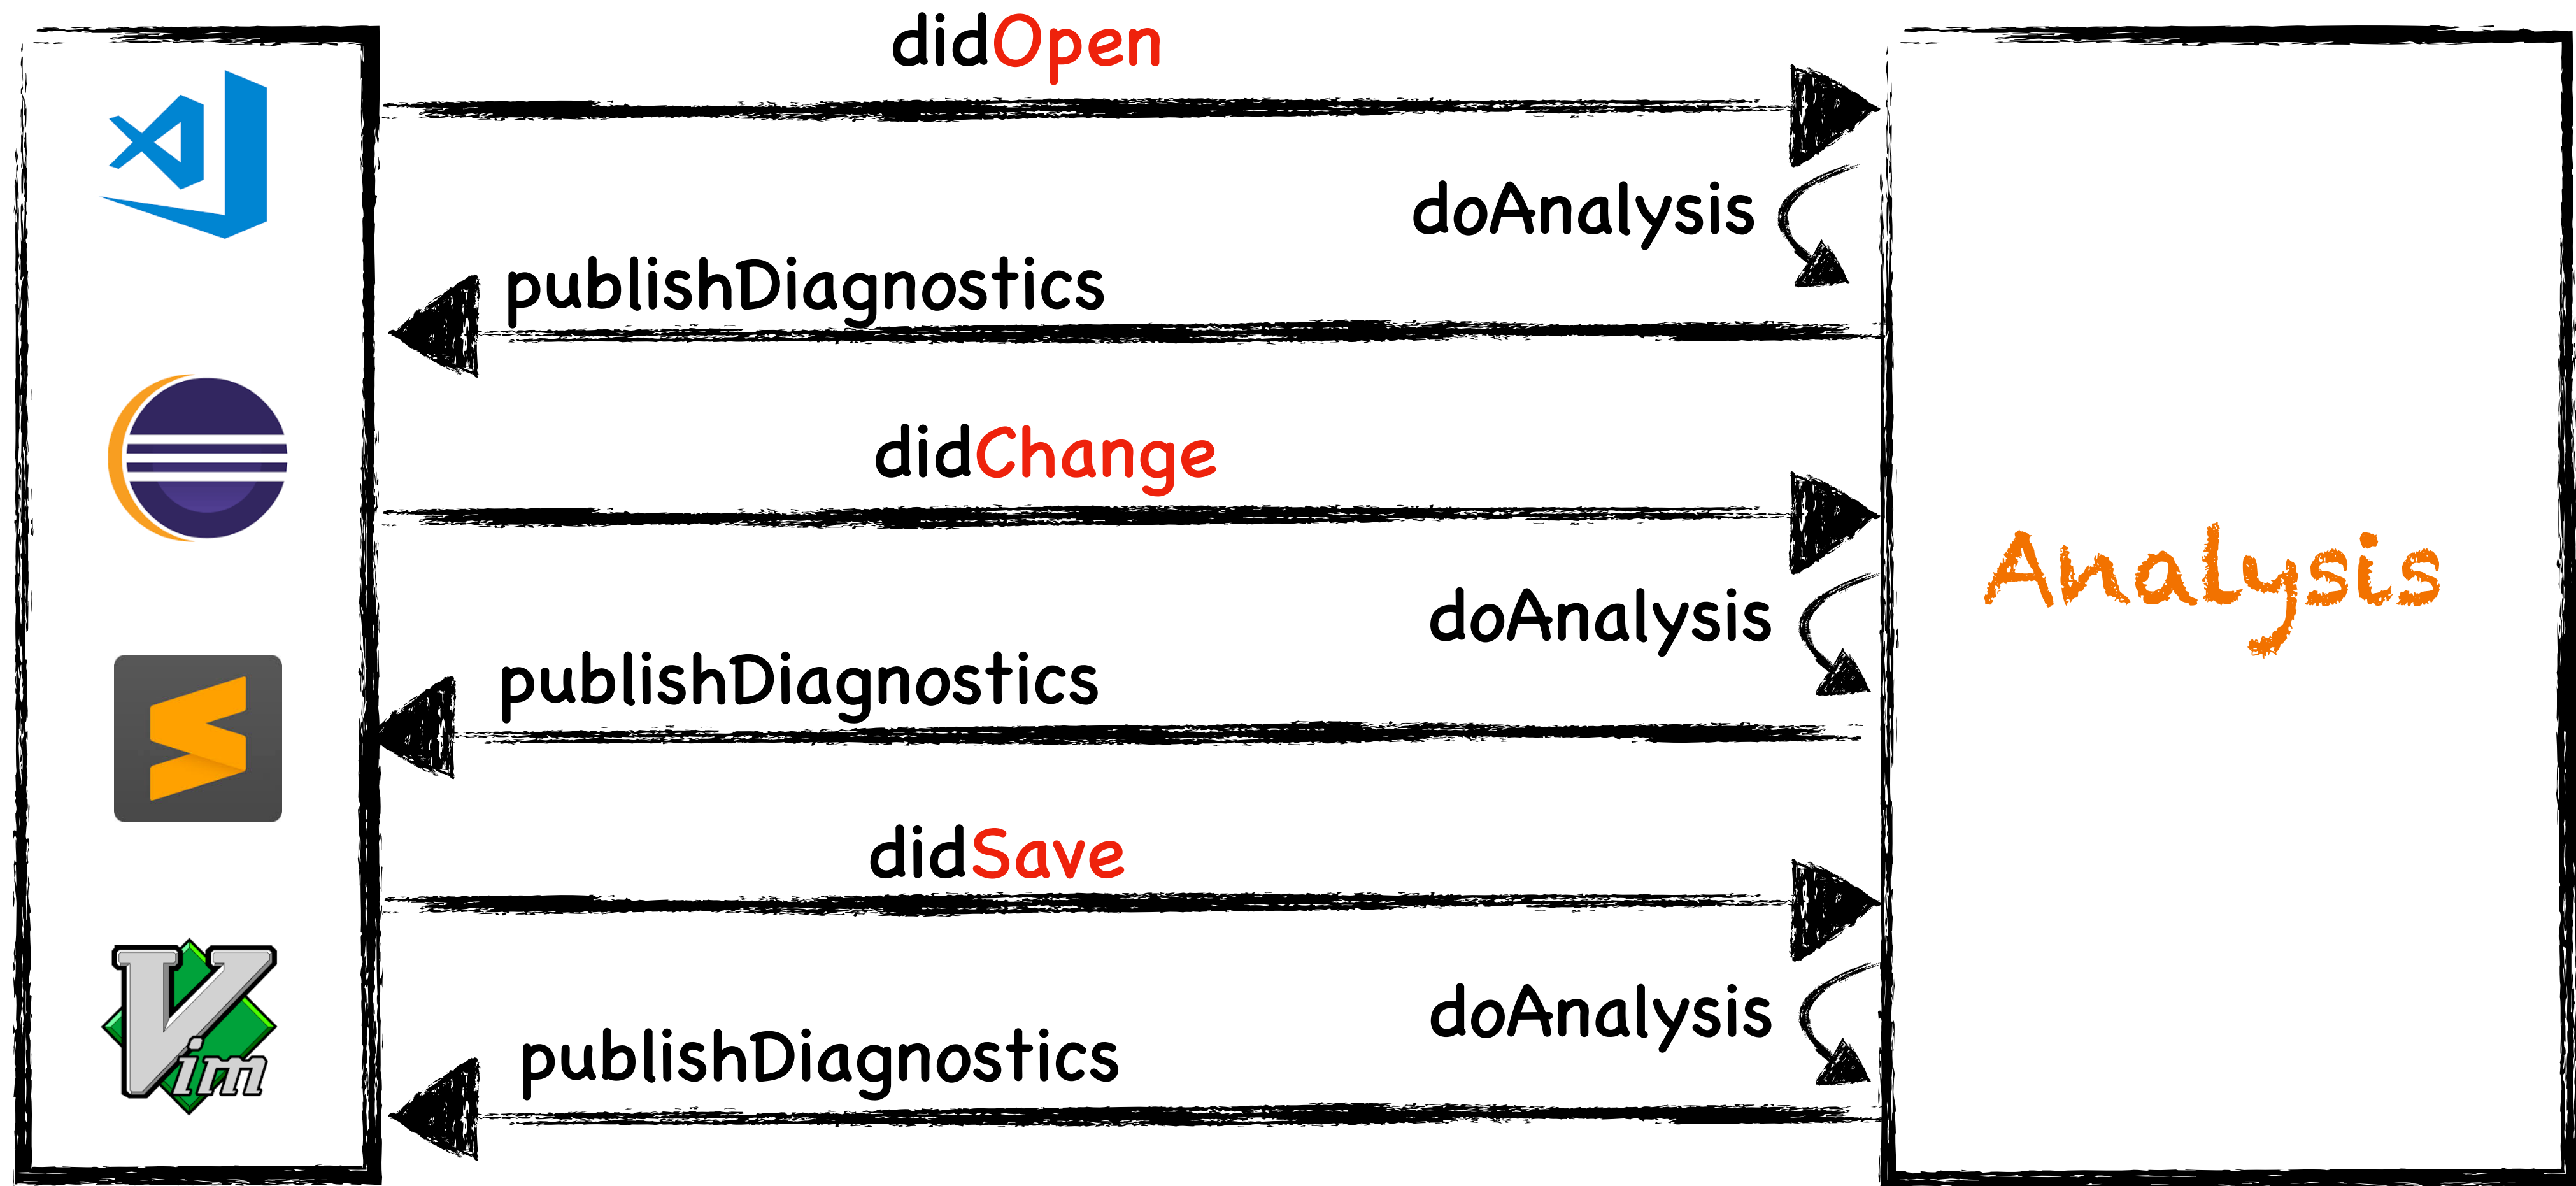 didOpen
doAnalysis
publishDiagnostics
didChange
Analysis
doAnalysis
publishDiagnostics
didSave
Vim
doAnalysis
publishDiagnostics